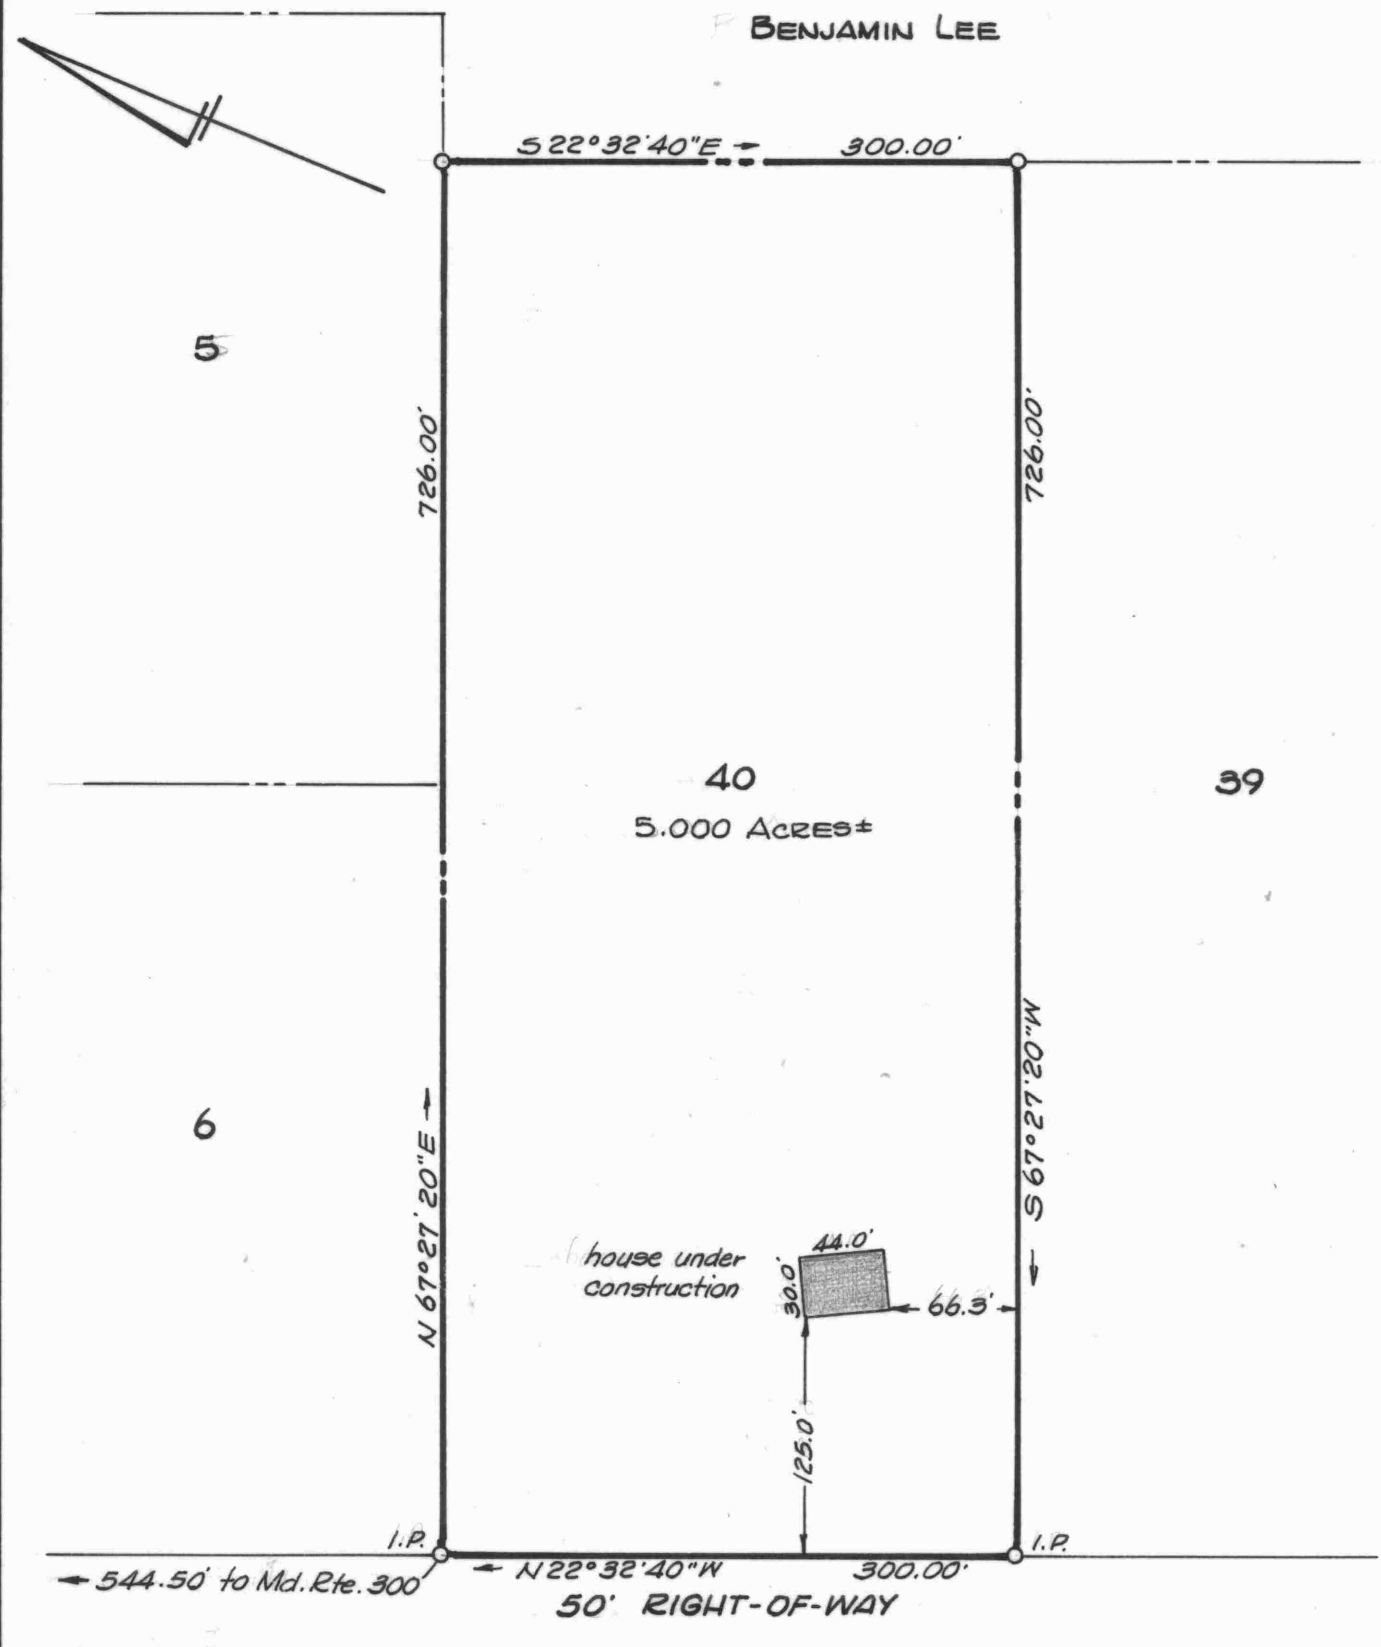 BENJAMIN LEE
S 22° 32' 40" E → 300.00'
5
726.00'
726.00'
40
39
5.000 ACRES±
6
N 67° 27' 20" E →
S 67° 27' 20" W →
44.0'
house under
construction
30.0'
66.3'
125.0'
I.P.
I.P.
← 544.50' to Md. Rte. 300
← N 22° 32' 40" W 300.00'
50' RIGHT-OF-WAY